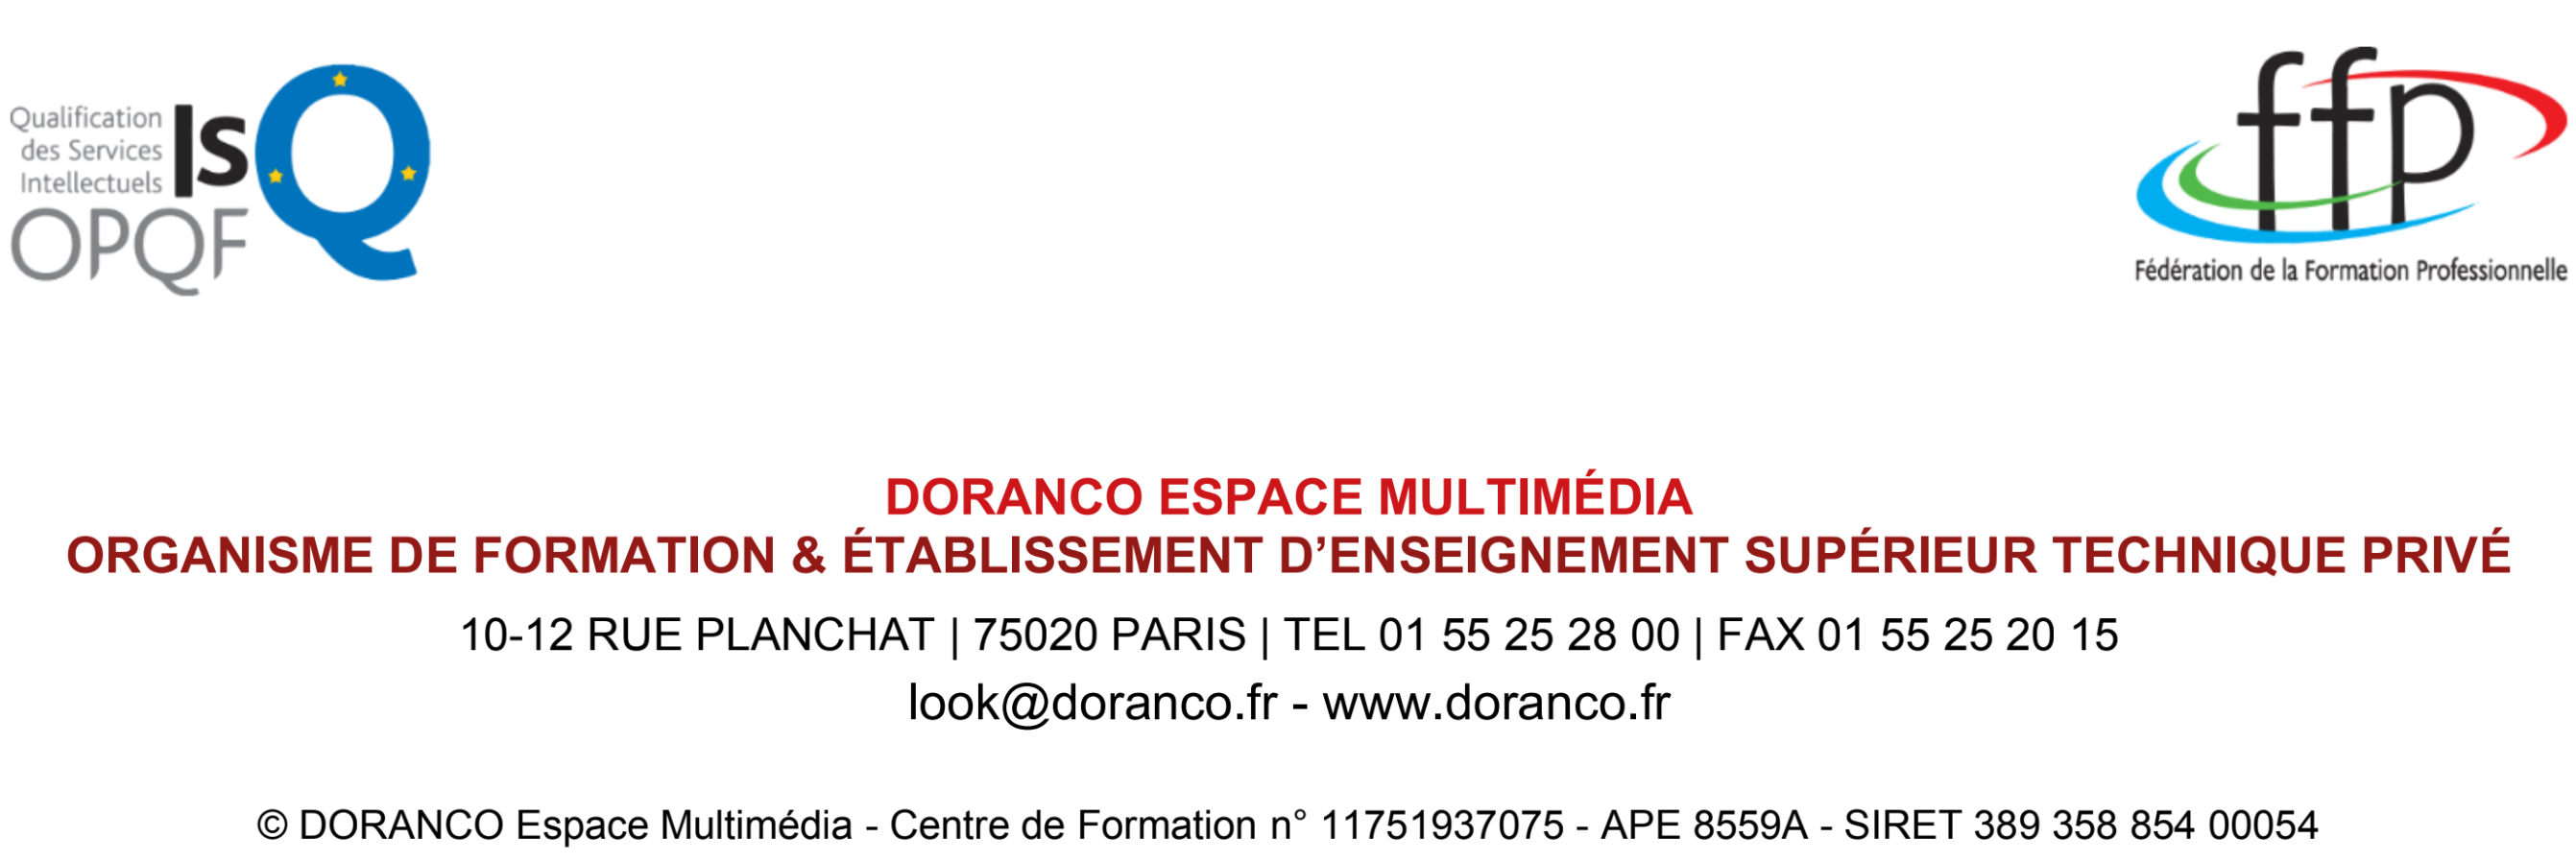 Qualification
des Services
Intellectuels
IsQ
OPQF
ffp
Fédération de la Formation Professionnelle
DORANCO ESPACE MULTIMÉDIA
ORGANISME DE FORMATION & ÉTABLISSEMENT D’ENSEIGNEMENT SUPÉRIEUR TECHNIQUE PRIVÉ
10-12 RUE PLANCHAT | 75020 PARIS | TEL 01 55 25 28 00 | FAX 01 55 25 20 15
look@doranco.fr - www.doranco.fr
© DORANCO Espace Multimédia - Centre de Formation n° 11751937075 - APE 8559A - SIRET 389 358 854 00054